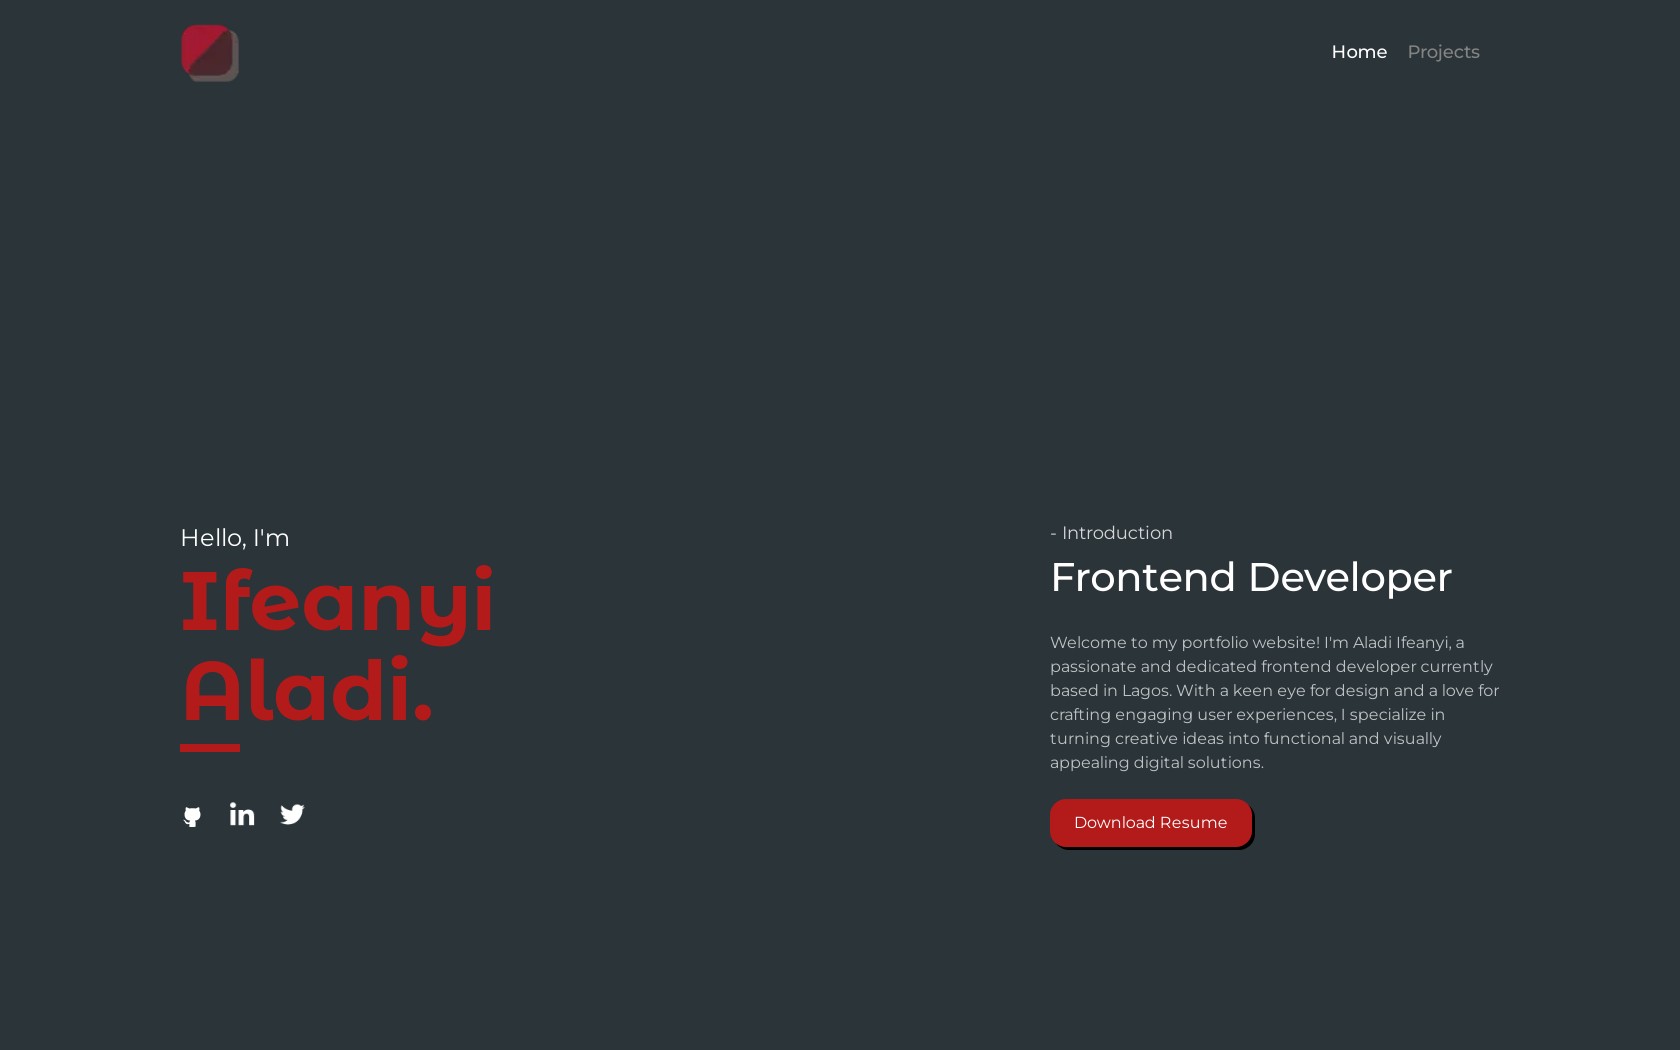 Home Projects
Hello, I'm
Ifeanyi
Aladi.
- Introduction
Frontend Developer
Welcome to my portfolio website! I'm Aladi Ifeanyi, a
passionate and dedicated frontend developer currently
based in Lagos. With a keen eye for design and a love for
crafting engaging user experiences, I specialize in
turning creative ideas into functional and visually
appealing digital solutions.
Download Resume